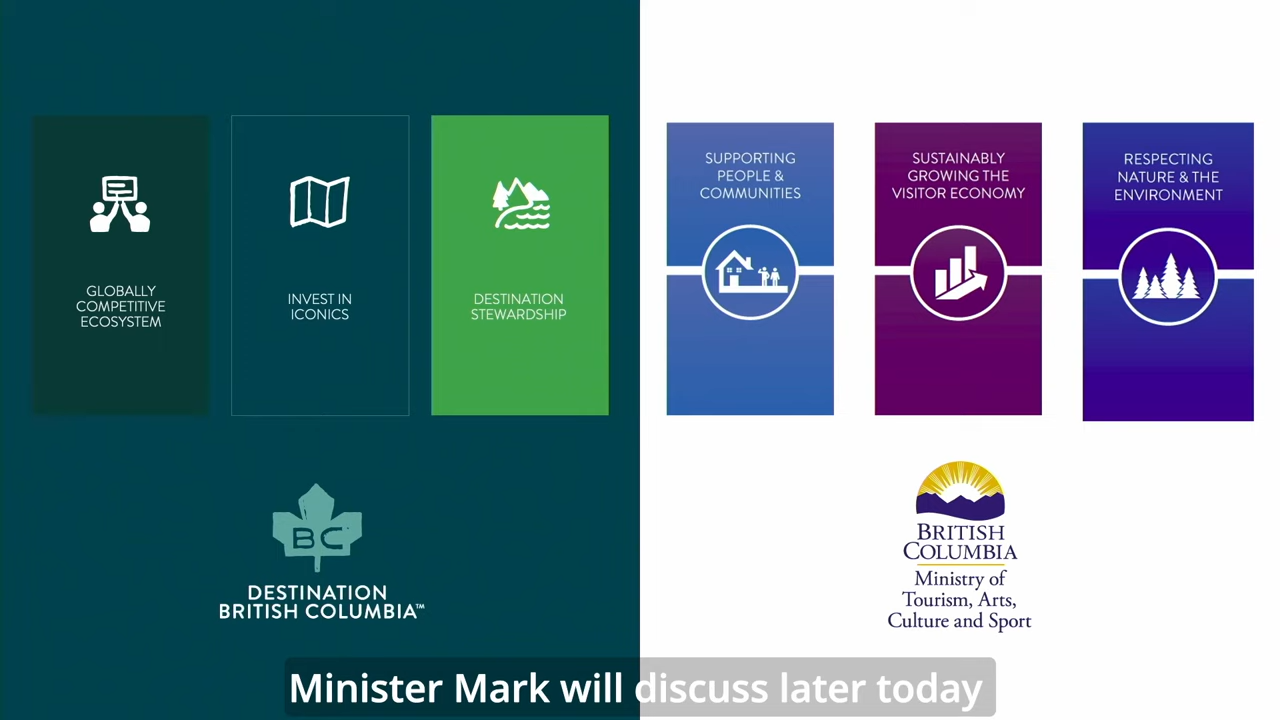 GLOBALLY
COMPETITIVE
ECOSYSTEM
INVEST IN
ICONICS
DESTINATION
STEWARDSHIP
BC
DESTINATION
BRITISH COLUMBIA™
SUPPORTING
PEOPLE &
COMMUNITIES
SUSTAINABLY
GROWING THE
VISITOR ECONOMY
RESPECTING
NATURE & THE
ENVIRONMENT
BRITISH
COLUMBIA
Ministry of
Tourism, Arts,
Culture and Sport
Minister Mark will discuss later today